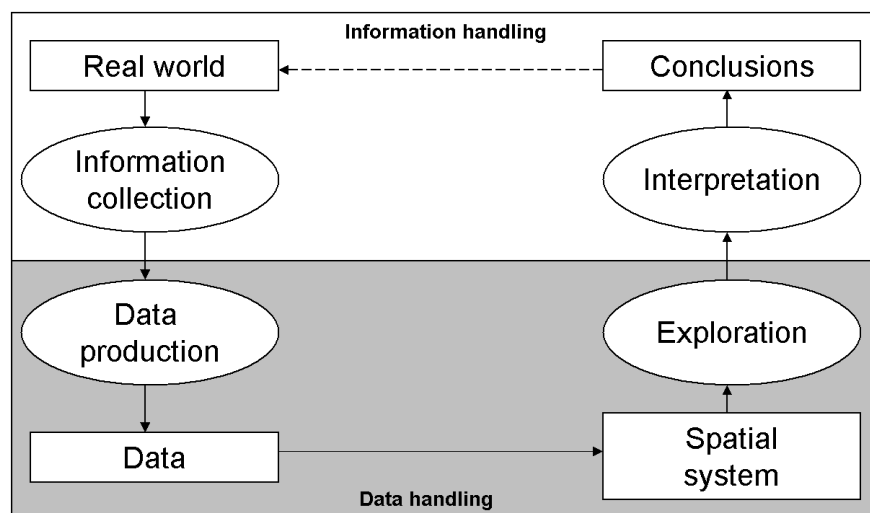 Information handling
Real world
Conclusions
Information
collection
Interpretation
Data
production
Exploration
Data
Spatial
system
Data handling